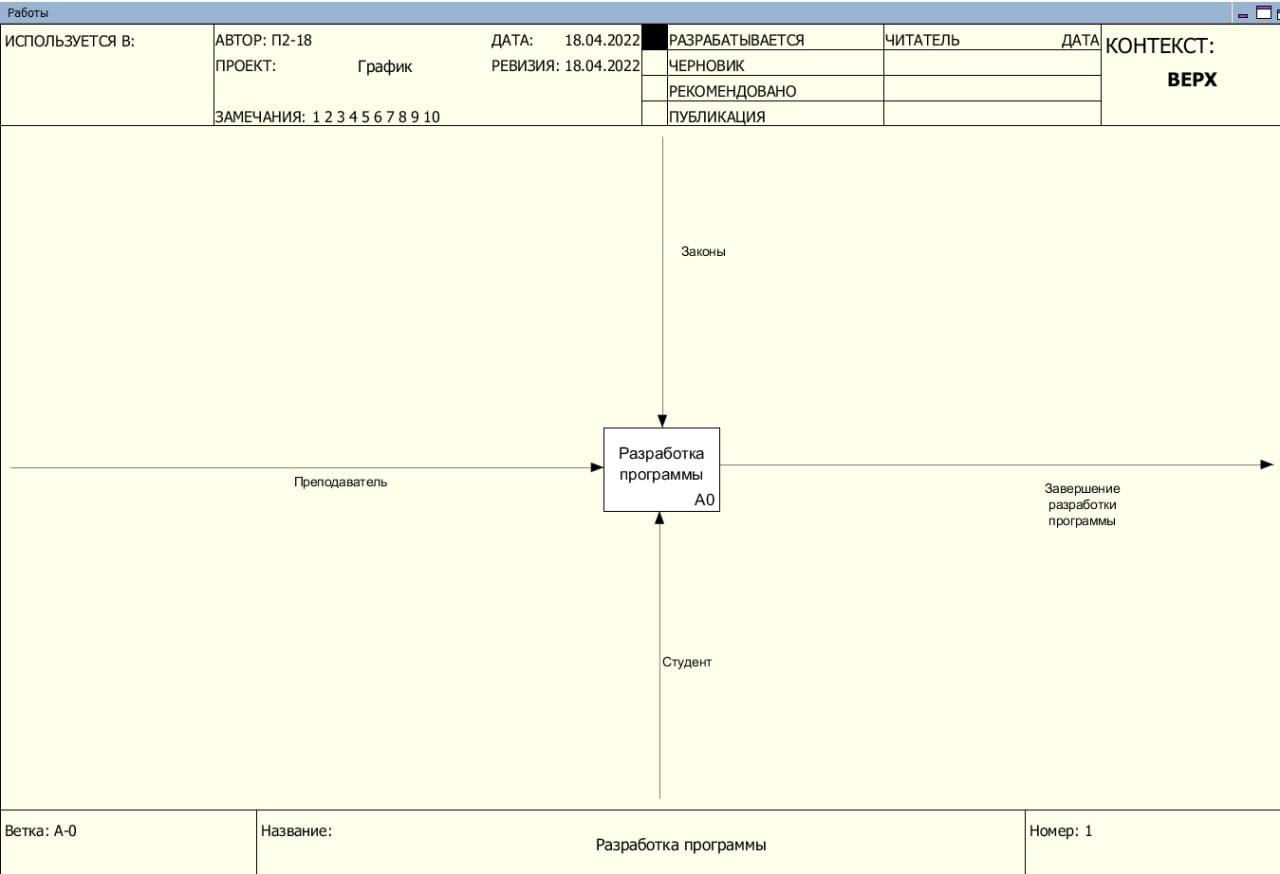 Работы
ИСПОЛЬЗУЕТСЯ В:
АВТОР: П2-18
ДАТА: 18.04.2022
ПРОЕКТ: График
РЕВИЗИЯ: 18.04.2022
ЗАМЕЧАНИЯ: 1 2 3 4 5 6 7 8 9 10
РАЗРАБАТЫВАЕТСЯ
ЧЕРНОВИК
РЕКОМЕНДОВАНО
ПУБЛИКАЦИЯ
ЧИТАТЕЛЬ ДАТА
КОНТЕКСТ:
ВЕРХ
Законы
Разработка
программы
A0
Преподаватель
Завершение
разработки
программы
Студент
Ветка: A-0
Название:
Разработка программы
Номер: 1